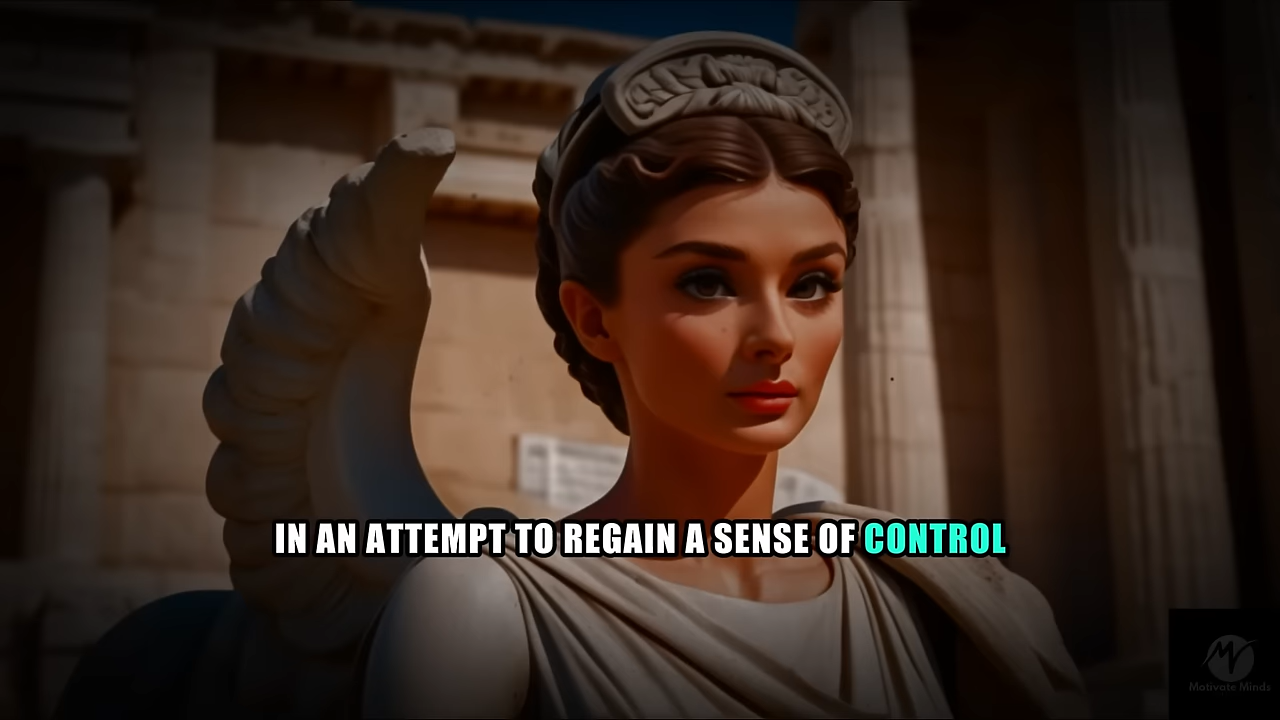 IN AN ATTEMPT TO REGAIN A SENSE OF CONTROL
Motivate Minds